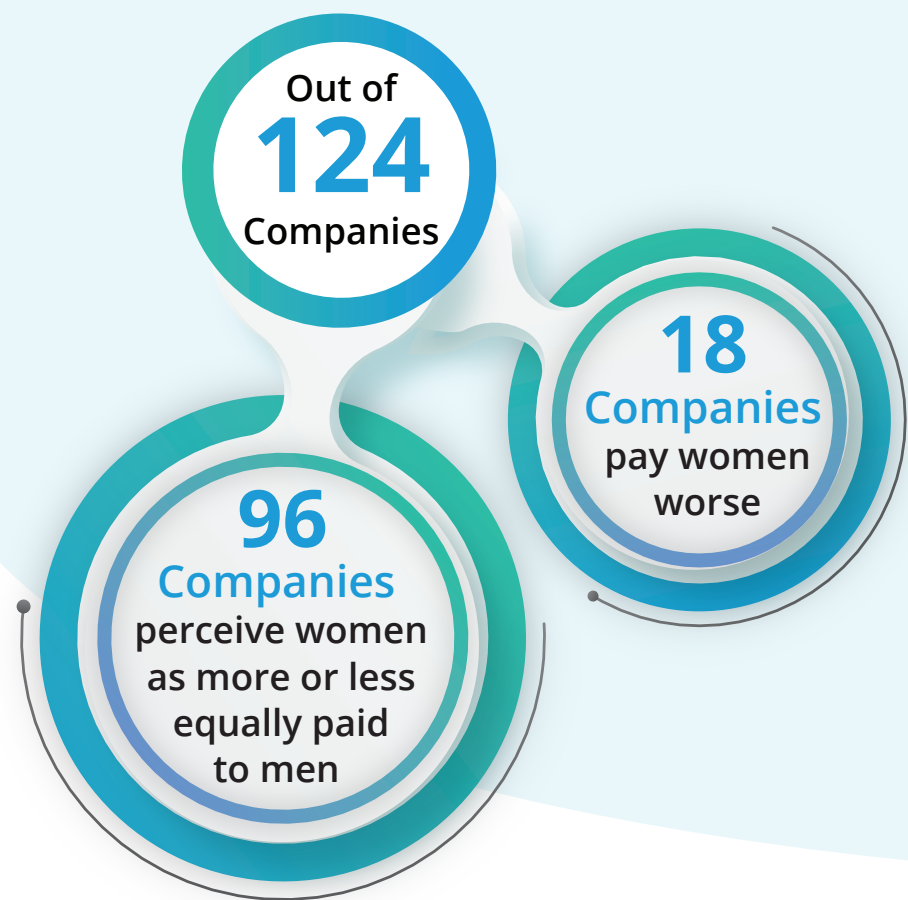 Out of
124
Companies
18
Companies
pay women
worse
96
Companies
perceive women
as more or less
equally paid
to men